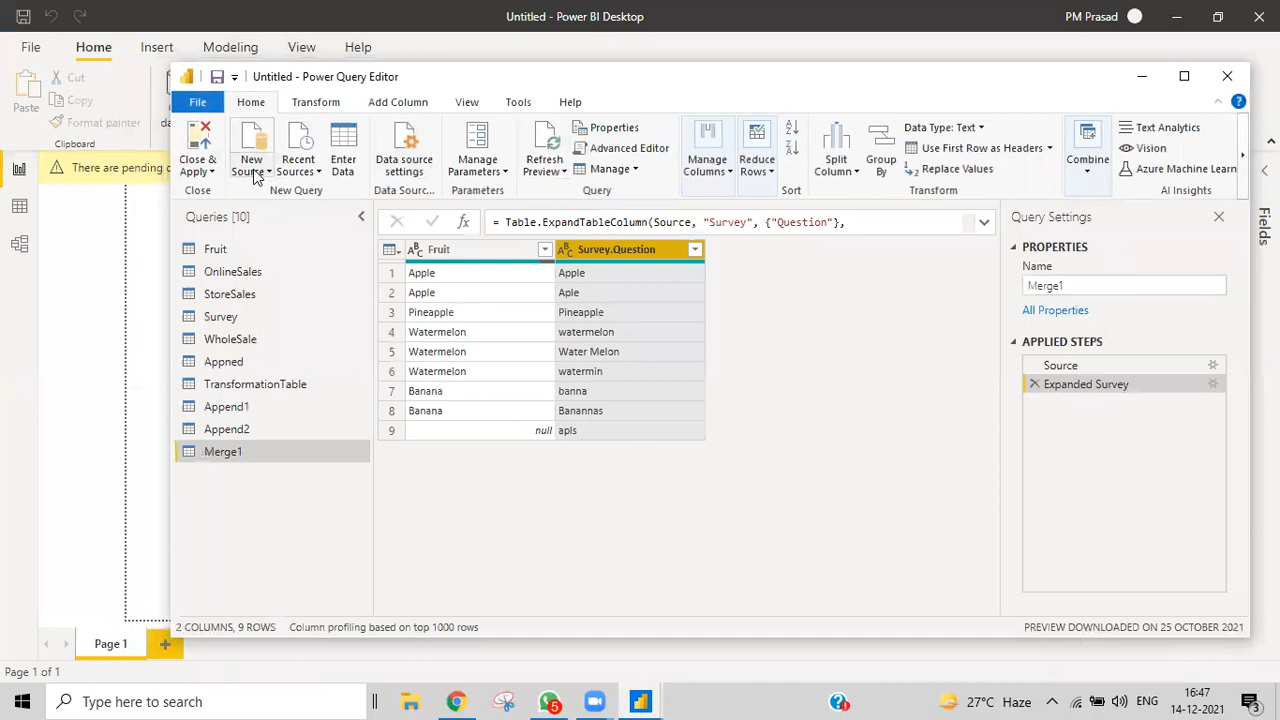 Untitled - Power BI Desktop
PM Prasad
File Home Insert Modeling View Help
Paste
Cut
Copy
Format painter
Clipboard
There are pending c
Untitled - Power Query Editor
File Home Transform Add Column View Tools Help
Close & Apply
Close
New Source
Recent Sources
Enter Data
New Query
Data source settings
Data Sourc...
Manage Parameters
Parameters
Refresh Preview
Properties
Advanced Editor
Manage
Query
Manage Columns
Reduce Rows
Sort
Split Column
Group By
Data Type: Text
Use First Row as Headers
Replace Values
Transform
Combine
Text Analytics
Vision
Azure Machine Learn
AI Insights
Queries [10]
Fruit
OnlineSales
StoreSales
Survey
WholeSale
Appned
TransformationTable
Append1
Append2
Merge1
= Table.ExpandTableColumn(Source, "Survey", {"Question"},
ABC Fruit ABC Survey.Question
1 Apple Apple
2 Apple Aple
3 Pineapple Pineapple
4 Watermelon watermelon
5 Watermelon Water Melon
6 Watermelon watermin
7 Banana banna
8 Banana Banannas
9 null apls
Query Settings
PROPERTIES
Name
Merge1
All Properties
APPLIED STEPS
Source
Expanded Survey
Fields
2 COLUMNS, 9 ROWS Column profiling based on top 1000 rows
PREVIEW DOWNLOADED ON 25 OCTOBER 2021
Page 1
Page 1 of 1
Type here to search
5
27°C Haze
ENG
16:47
14-12-2021
3